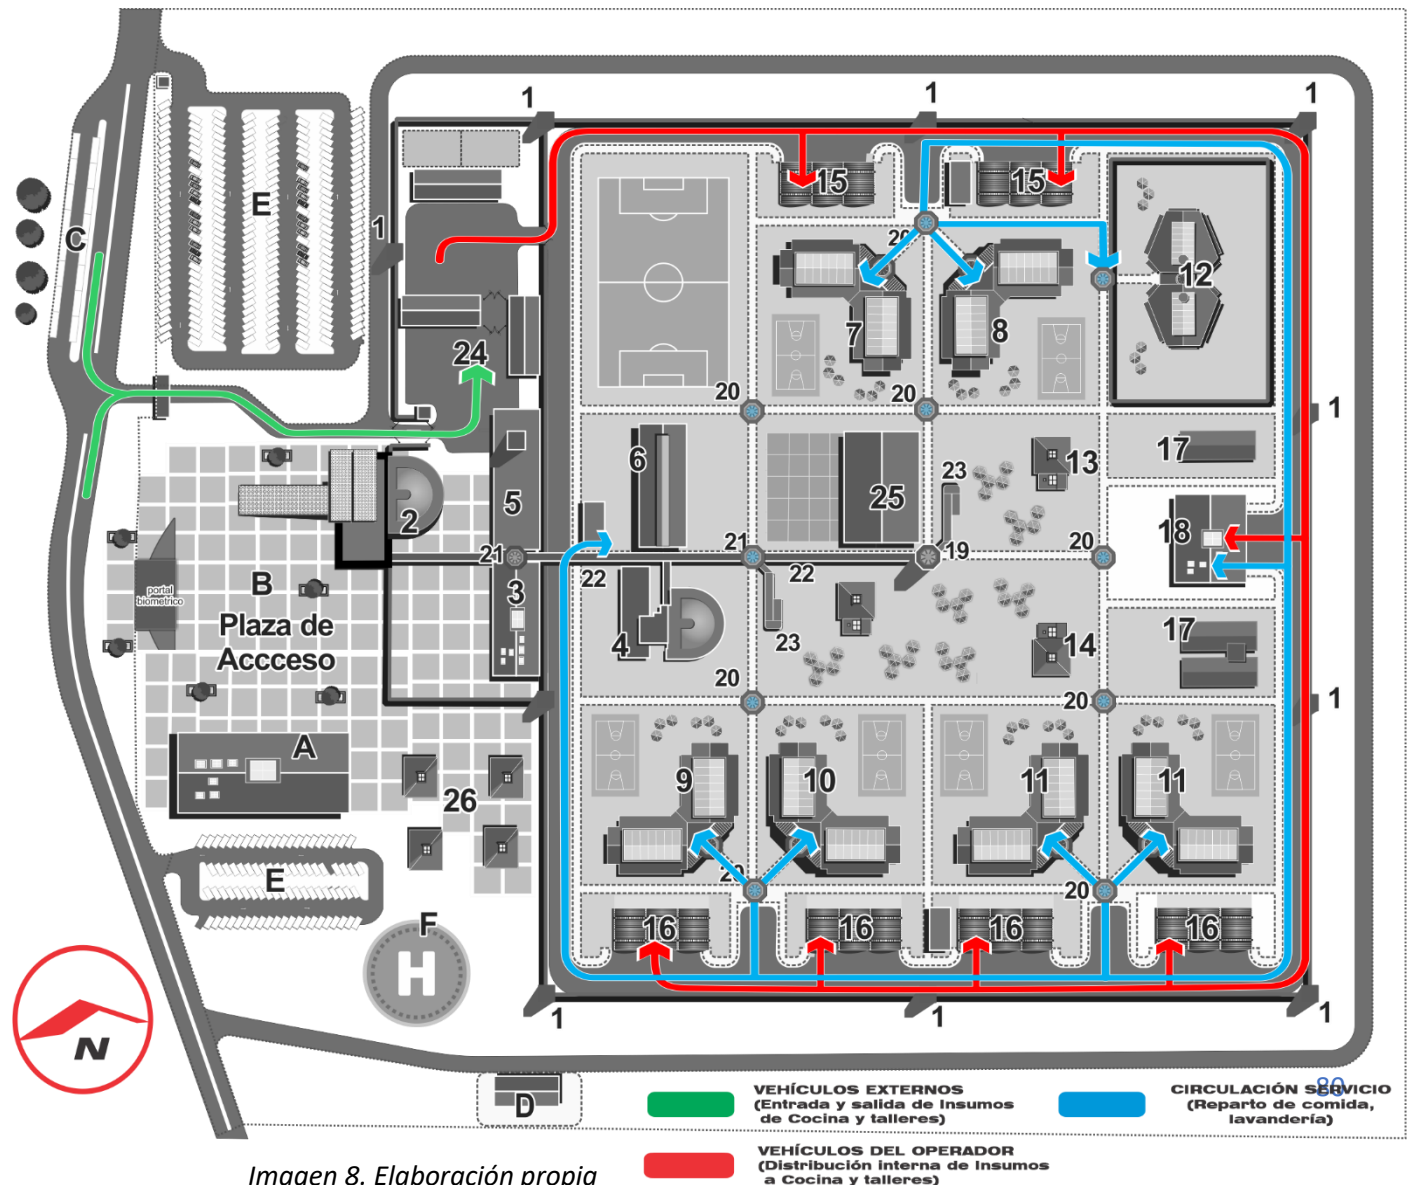 1
1
1
E
C
1
15
15
20
12
7
8
24
20
20
1
6
25
23
13
17
2
5
18
21
21
19
20
22
22
portal
biometrico
B
3
Plaza de
Accceso
4
23
14
17
20
20
1
A
9
10
11
11
26
E
20
20
F
H
16
16
16
16
N
1
1
1
D
80
VEHÍCULOS EXTERNOS
(Entrada y salida de Insumos
de Cocina y talleres)
CIRCULACIÓN SERVICIO
(Reparto de comida,
lavandería)
VEHÍCULOS DEL OPERADOR
(Distribución interna de Insumos
a Cocina y talleres)
Imagen 8. Elaboración propia